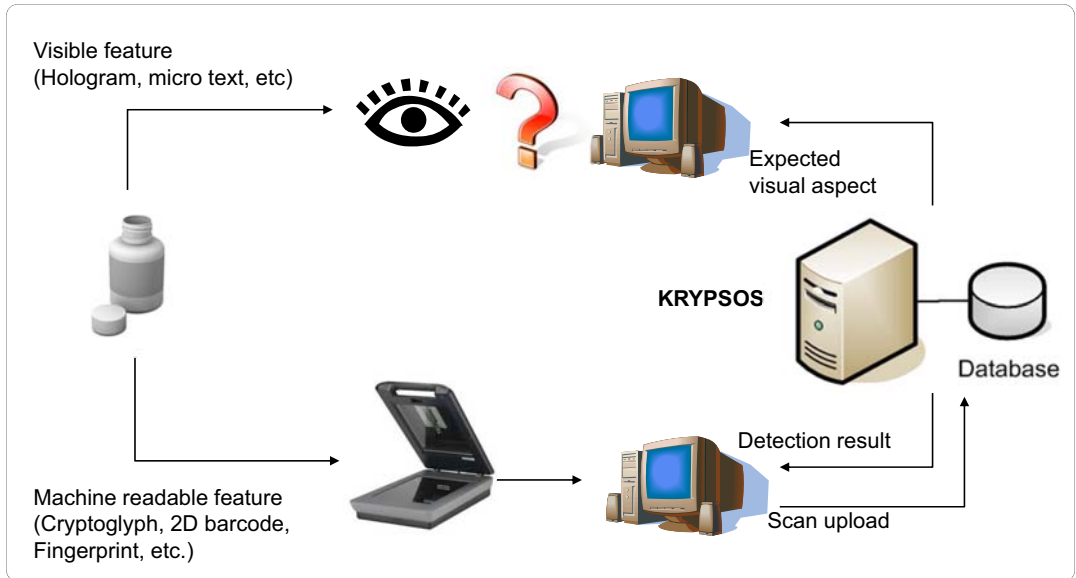 Visible feature
(Hologram, micro text, etc)
Expected
visual aspect
KRYPSOS
Database
Detection result
Scan upload
Machine readable feature
(Cryptoglyph, 2D barcode,
Fingerprint, etc.)